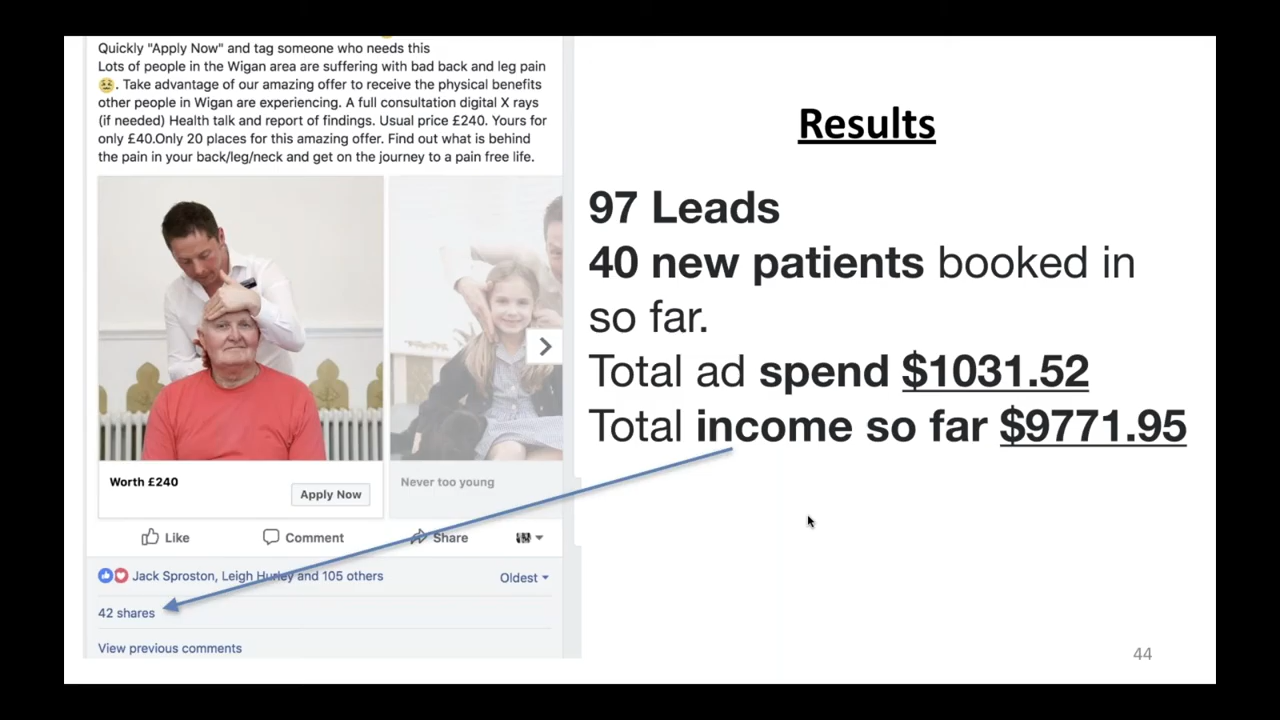 Quickly "Apply Now" and tag someone who needs this
Lots of people in the Wigan area are suffering with bad back and leg pain
😢. Take advantage of our amazing offer to receive the physical benefits
other people in Wigan are experiencing. A full consultation digital X rays
(if needed) Health talk and report of findings. Usual price £240. Yours for
only £40.Only 20 places for this amazing offer. Find out what is behind
the pain in your back/leg/neck and get on the journey to a pain free life.
Worth £240
Apply Now
Never too young
Like
Comment
Share
Jack Sproston, Leigh Hurley and 105 others
Oldest
42 shares
View previous comments
Results
97 Leads
40 new patients booked in
so far.
Total ad spend $1031.52
Total income so far $9771.95
44